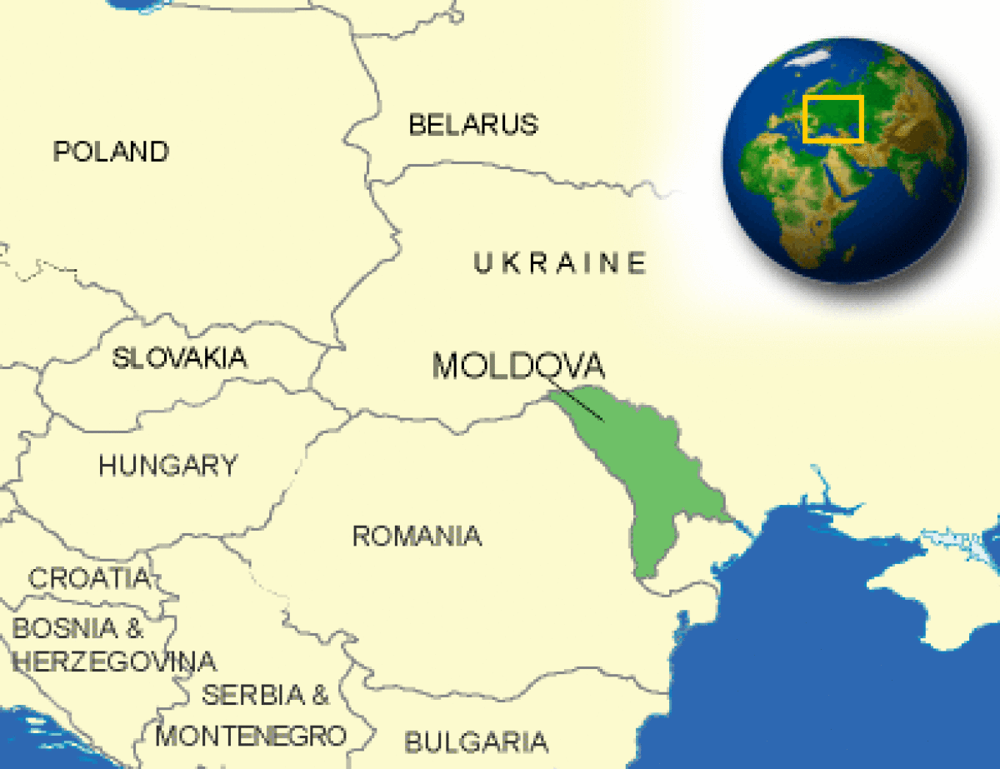 BELARUS
POLAND
UKRAINE
SLOVAKIA
MOLDOVA
HUNGARY
ROMANIA
CROATIA
BOSNIA &
HERZEGOVINA
SERBIA &
MONTENEGRO
BULGARIA